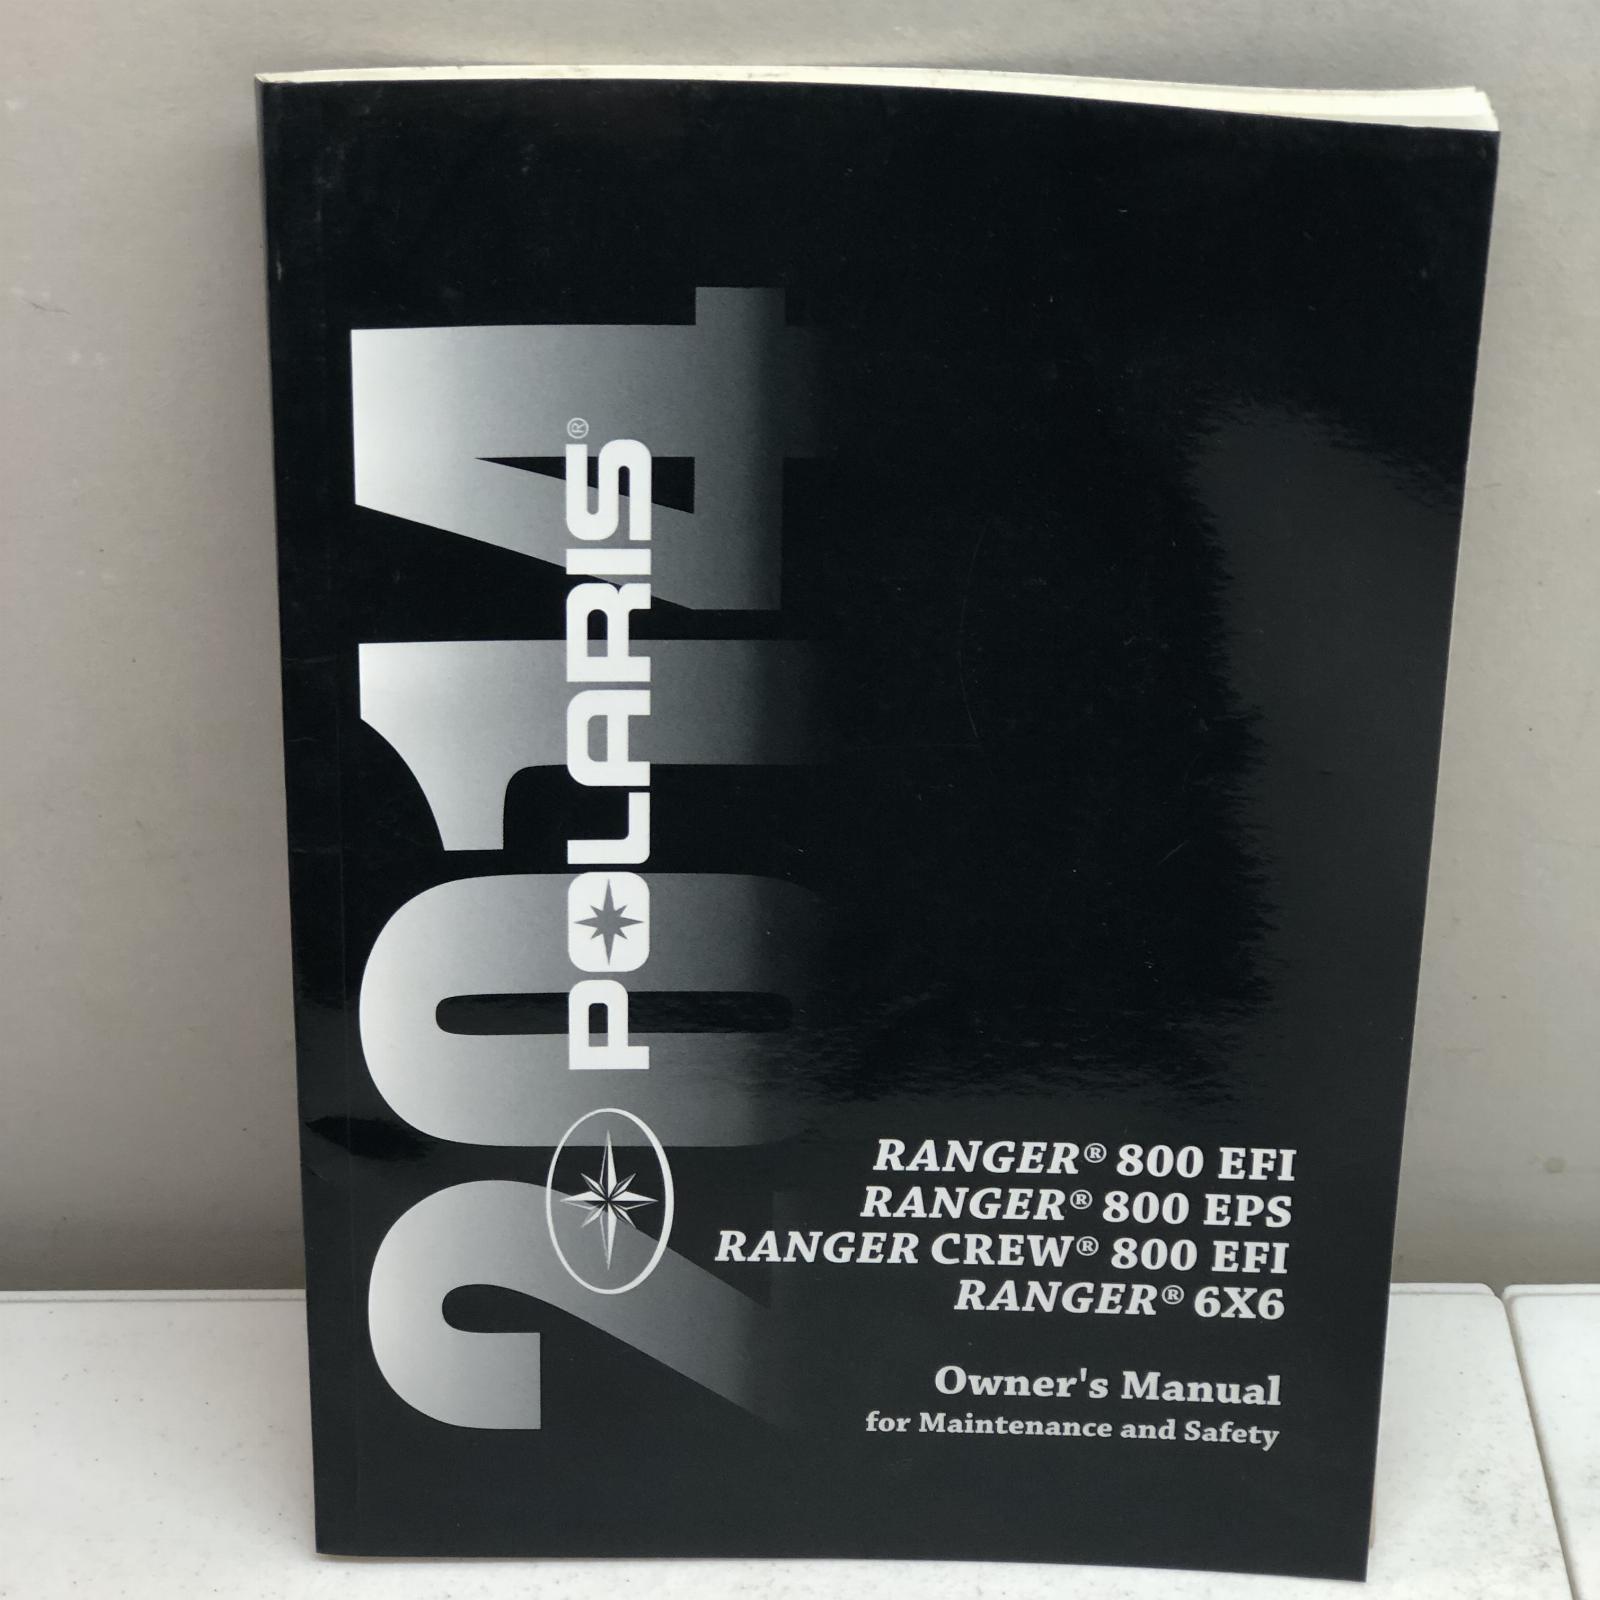 2014
POLARIS®
RANGER® 800 EFI
RANGER® 800 EPS
RANGER CREW® 800 EFI
RANGER® 6X6
Owner's Manual
for Maintenance and Safety